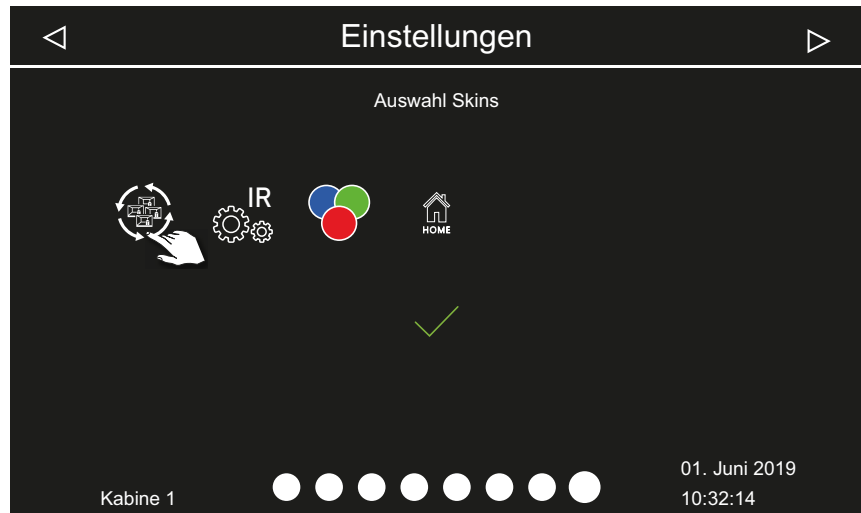 Einstellungen
Auswahl Skins
IR
HOME
Kabine 1
01. Juni 2019
10:32:14